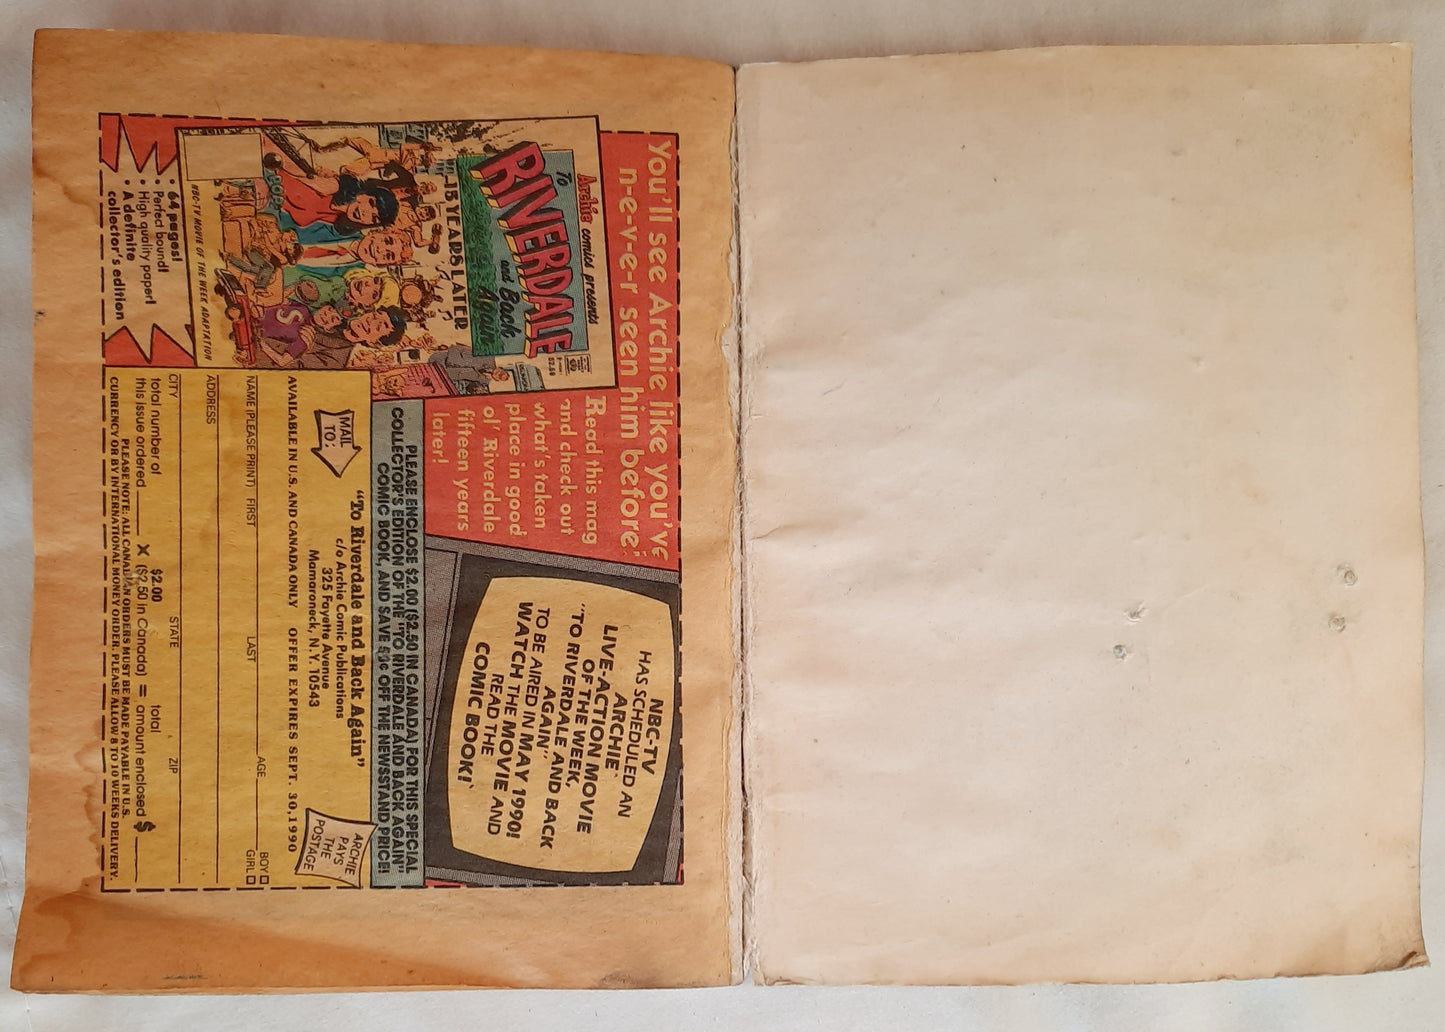 You'll see Archie like you've
n-e-v-e-r seen him before!
Archie comics presents
To
RIVERDALE
and Back
Again
15 YEARS LATER
$2.50
NBC-TV MOVIE OF THE WEEK ADAPTATION
• 64 pages!
• Perfect bound!
• High quality paper!
• A definite
collector's edition
Read this mag
and check out
what's taken
place in good
ol' Riverdale
fifteen years
later!
NBC-TV
HAS SCHEDULED AN
ARCHIE
LIVE-ACTION MOVIE
OF THE WEEK,
"TO RIVERDALE AND BACK
AGAIN"
TO BE AIRED IN MAY 1990!
WATCH THE MOVIE AND
READ THE
COMIC BOOK!
PLEASE ENCLOSE $2.00 ($2.50 IN CANADA) FOR THIS SPECIAL
COLLECTOR'S EDITION OF THE "TO RIVERDALE AND BACK AGAIN"
COMIC BOOK, AND SAVE 50¢ OFF THE NEWSSTAND PRICE!
MAIL
TO:
"To Riverdale and Back Again"
c/o Archie Comic Publications
325 Fayette Avenue
Mamaroneck, N.Y. 10543
ARCHIE
PAYS
THE
POSTAGE
AVAILABLE IN U.S. AND CANADA ONLY OFFER EXPIRES SEPT. 30, 1990
NAME (PLEASE PRINT) FIRST LAST AGE BOY GIRL
ADDRESS
CITY STATE ZIP
total number of $2.00 total
this issue ordered X ($2.50 in Canada) = amount enclosed $
PLEASE NOTE: ALL CANADIAN ORDERS MUST BE MADE PAYABLE IN U.S.
CURRENCY OR BY INTERNATIONAL MONEY ORDER. PLEASE ALLOW 8 TO 10 WEEKS DELIVERY.